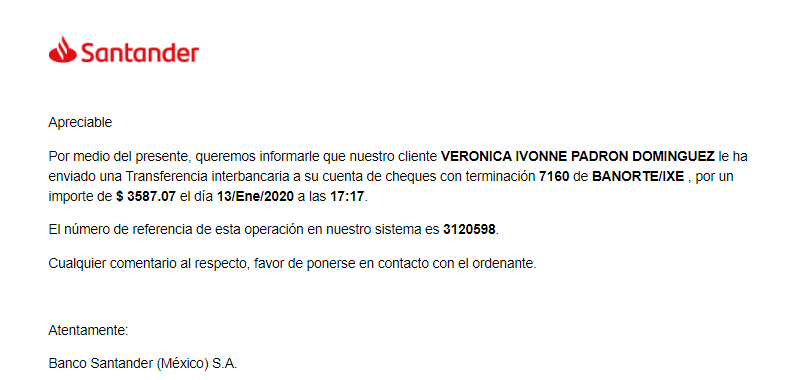 Santander
Apreciable
Por medio del presente, queremos informarle que nuestro cliente VERONICA IVONNE PADRON DOMINGUEZ le ha
enviado una Transferencia interbancaria a su cuenta de cheques con terminación 7160 de BANORTE/IXE , por un
importe de $ 3587.07 el día 13/Ene/2020 a las 17:17.
El número de referencia de esta operación en nuestro sistema es 3120598.
Cualquier comentario al respecto, favor de ponerse en contacto con el ordenante.
Atentamente:
Banco Santander (México) S.A.